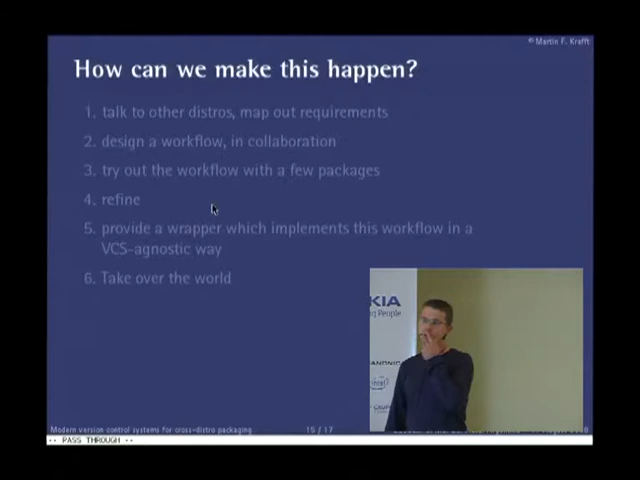 © Martin F. Krafft
How can we make this happen?
1. talk to other distros, map out requirements
2. design a workflow, in collaboration
3. try out the workflow with a few packages
4. refine
5. provide a wrapper which implements this workflow in a
VCS-agnostic way
6. Take over the world
KIA
People
intel
Modern version control systems for cross-distro packaging
15 / 17
-- PASS THROUGH --